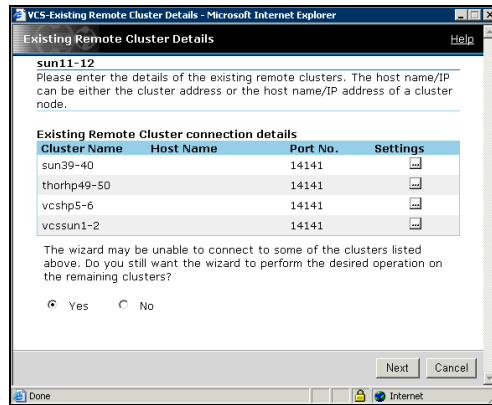 VCS-Existing Remote Cluster Details - Microsoft Internet Explorer
Existing Remote Cluster Details Help
sun11-12
Please enter the details of the existing remote clusters. The host name/IP
can be either the cluster address or the host name/IP address of a cluster
node.
Existing Remote Cluster connection details
Cluster Name Host Name Port No. Settings
sun39-40 14141 ...
thorhp49-50 14141 ...
vcshp5-6 14141 ...
vcssun1-2 14141 ...
The wizard may be unable to connect to some of the clusters listed
above. Do you still want the wizard to perform the desired operation on
the remaining clusters?
Yes No
Next Cancel
Done Internet